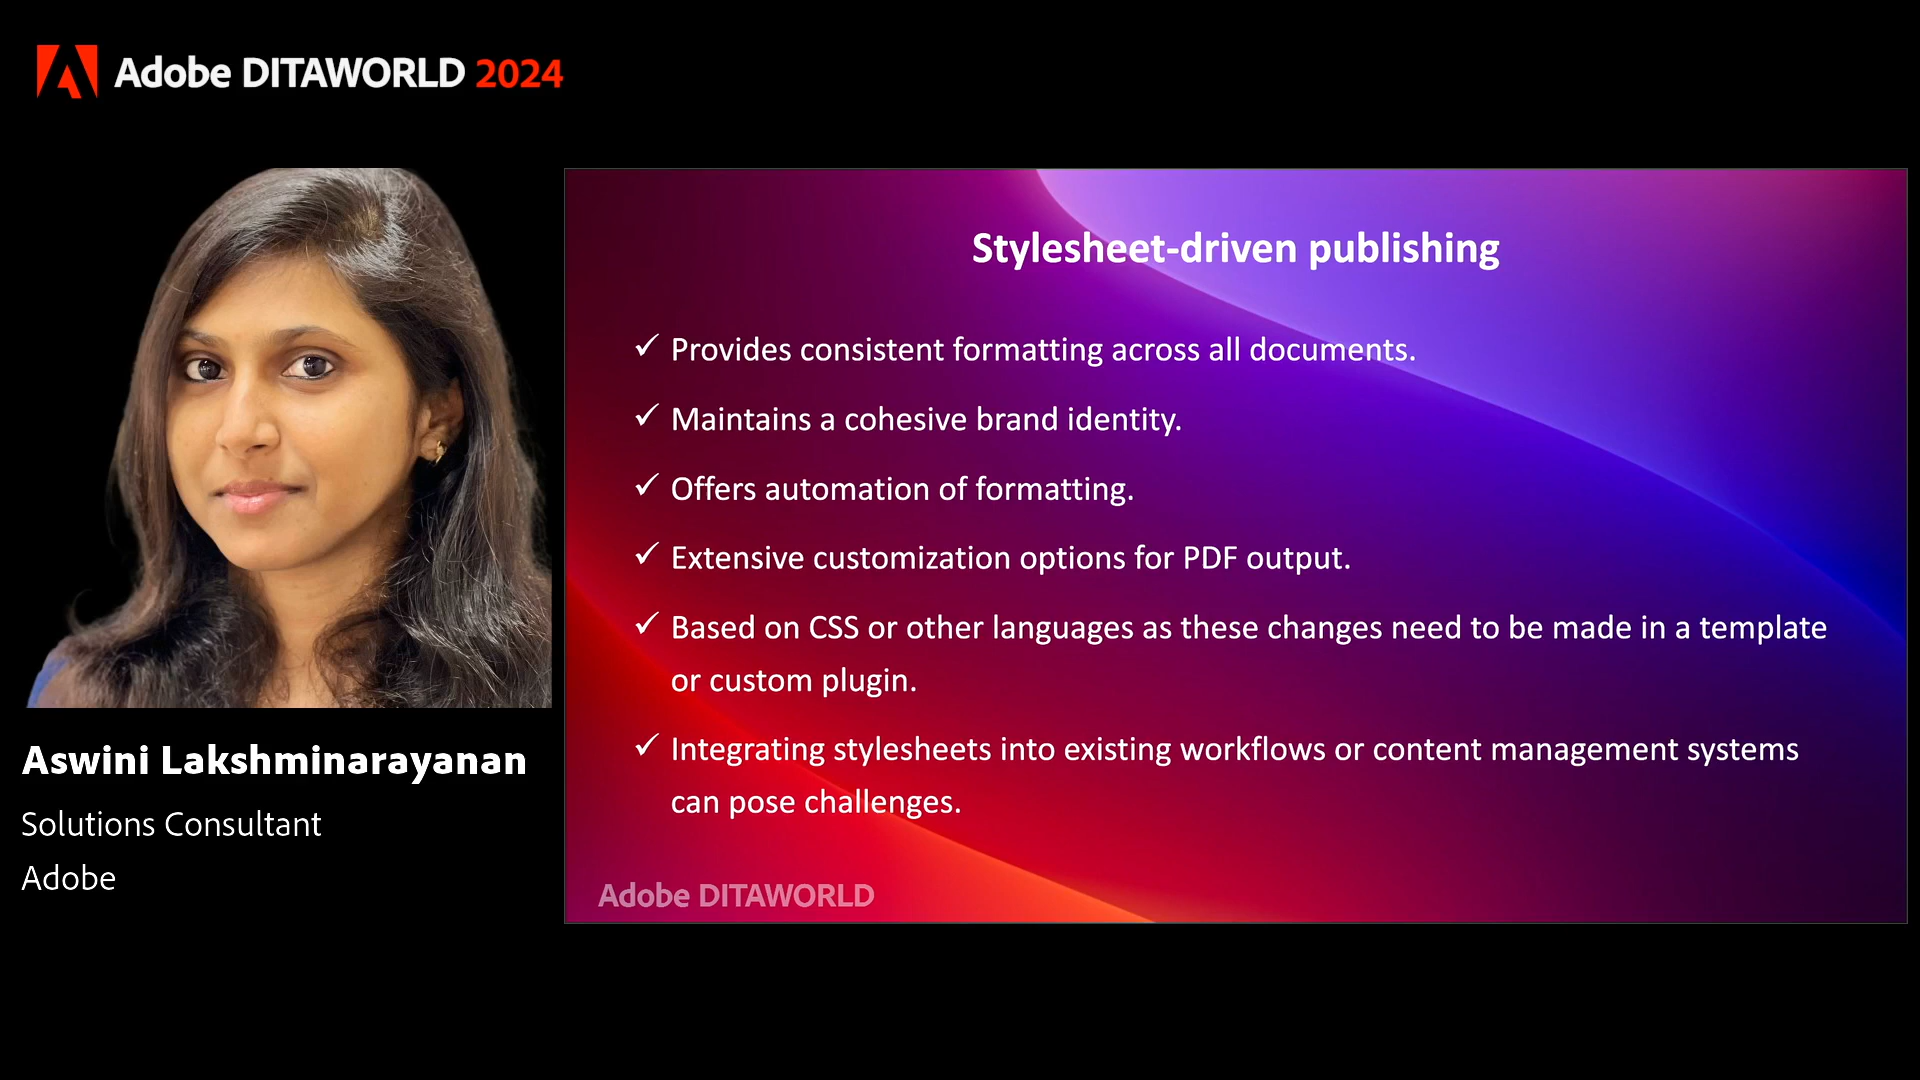 Adobe DITAWORLD 2024
Stylesheet-driven publishing
✓ Provides consistent formatting across all documents.
✓ Maintains a cohesive brand identity.
✓ Offers automation of formatting.
✓ Extensive customization options for PDF output.
✓ Based on CSS or other languages as these changes need to be made in a template
or custom plugin.
✓ Integrating stylesheets into existing workflows or content management systems
can pose challenges.
Adobe DITAWORLD
Aswini Lakshminarayanan
Solutions Consultant
Adobe